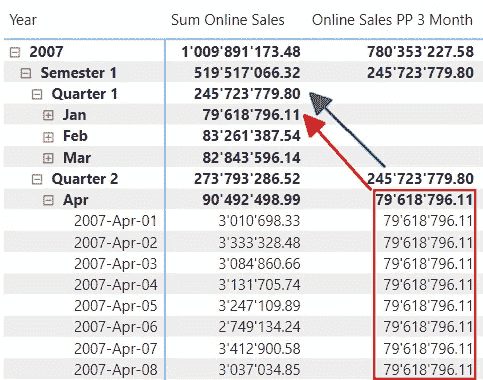 Year Sum Online Sales Online Sales PP 3 Month
2007 1'009'891'173.48 780'353'227.58
Semester 1 519'517'066.32 245'723'779.80
Quarter 1 245'723'779.80
Jan 79'618'796.11
Feb 83'261'387.54
Mar 82'843'596.14
Quarter 2 273'793'286.52 245'723'779.80
Apr 90'492'498.99 79'618'796.11
2007-Apr-01 3'010'698.33 79'618'796.11
2007-Apr-02 3'333'328.48 79'618'796.11
2007-Apr-03 3'084'860.66 79'618'796.11
2007-Apr-04 3'131'705.74 79'618'796.11
2007-Apr-05 3'247'109.89 79'618'796.11
2007-Apr-06 2'749'134.24 79'618'796.11
2007-Apr-07 3'412'900.58 79'618'796.11
2007-Apr-08 3'037'034.85 79'618'796.11